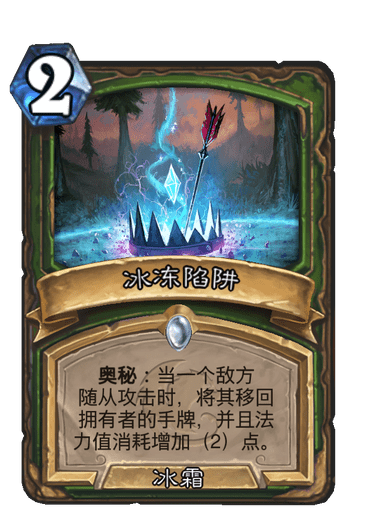 2
冰冻陷阱
奥秘：当一个敌方
随从攻击时，将其移回
拥有者的手牌，并且法
力值消耗增加（2）点。
冰霜